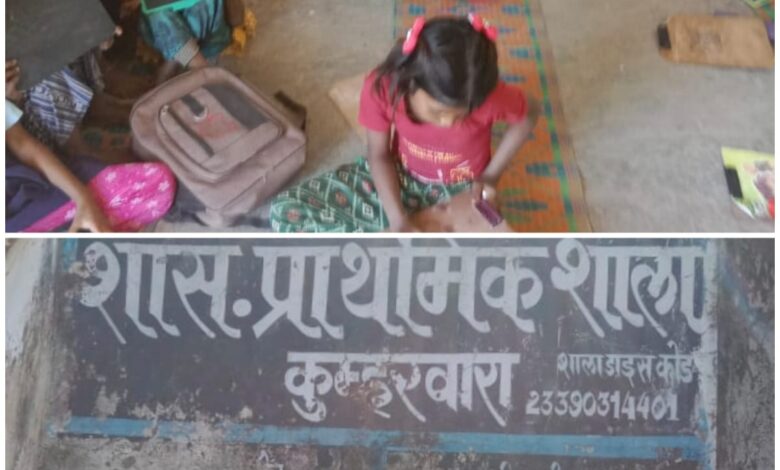 शास. प्राथमिक शाला
कुम्हरवारा
शाला डाइस कोड
23390314401